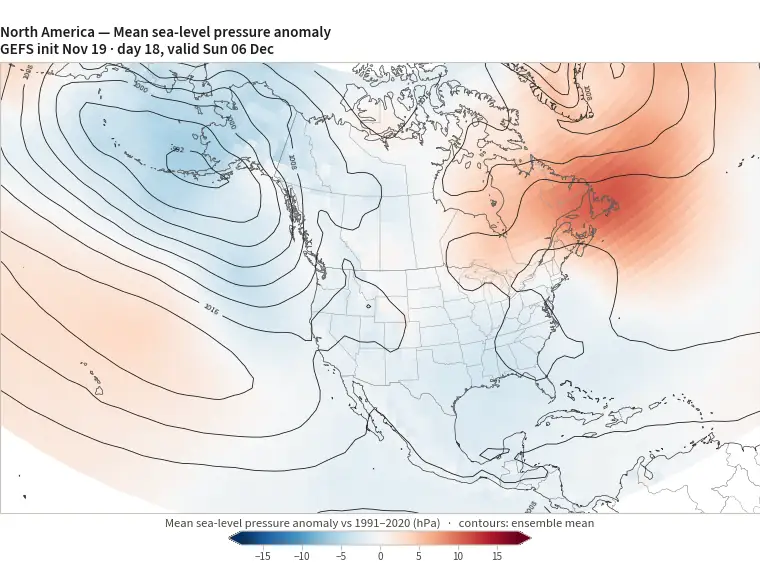 North America — Mean sea-level pressure anomaly
GEFS init Nov 19 · day 18, valid Sun 06 Dec
1000
1008
1016
1008
Mean sea-level pressure anomaly vs 1991–2020 (hPa) · contours: ensemble mean
−15 −10 −5 0 5 10 15